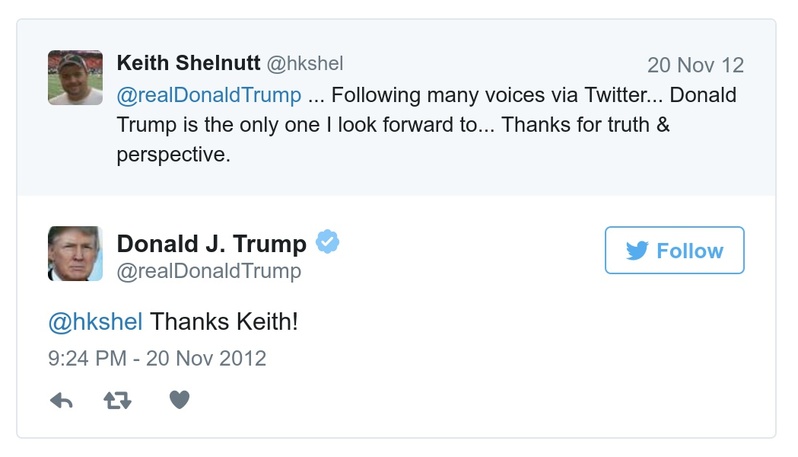 Keith Shelnutt @hkshel
20 Nov 12
@realDonaldTrump ... Following many voices via Twitter... Donald
Trump is the only one I look forward to... Thanks for truth &
perspective.
Donald J. Trump
@realDonaldTrump
Follow
@hkshel Thanks Keith!
9:24 PM - 20 Nov 2012